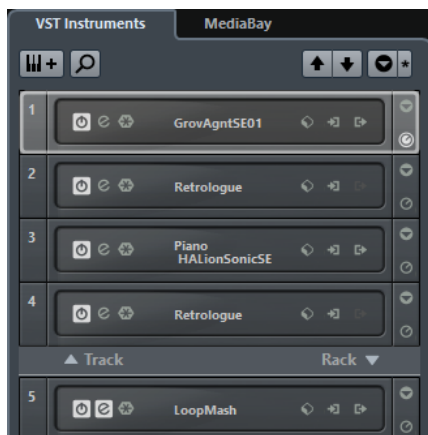 VST Instruments MediaBay
+ *
1 e GrovAgntSE01
2 e Retrologue
3 e Piano
HALionSonicSE
4 e Retrologue
▲ Track Rack ▼
5 e LoopMash